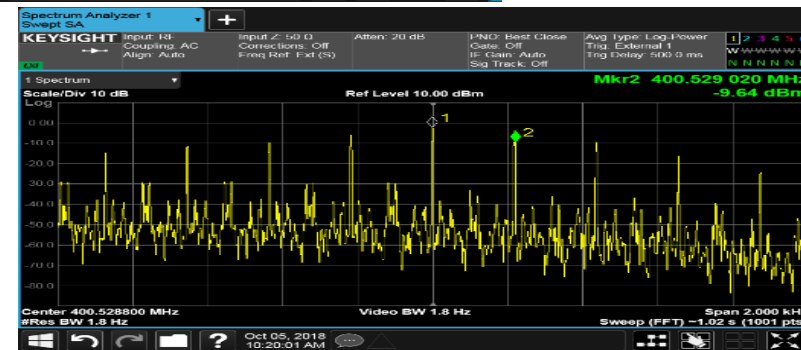 Spectrum Analyzer 1
Swept SA
+
KEYSIGHT Input: RF Input Z: 50 Ω Atten: 20 dB PNO: Best Close Avg Type: Log-Power 1 2 3 4 5
Coupling: AC Corrections: Off Gate: Off Trig: External 1 W W W W W
Align: Auto Freq Ref: Ext (S) IF Gain: Auto Trig Delay: 500.0 ms
Sig Track: Off N N N N N
1 Spectrum Mkr2 400.529 020 MHz
Scale/Div 10 dB Ref Level 10.00 dBm -9.64 dBm
Log
0.00
-10.0
-20.0
-30.0
-40.0
-50.0
-60.0
-70.0
-80.0
1
2
Center 400.528800 MHz Video BW 1.8 Hz Span 2.000 kH
#Res BW 1.8 Hz Sweep (FFT) ~1.02 s (1001 pts
? Oct 05, 2018
10:20:01 AM